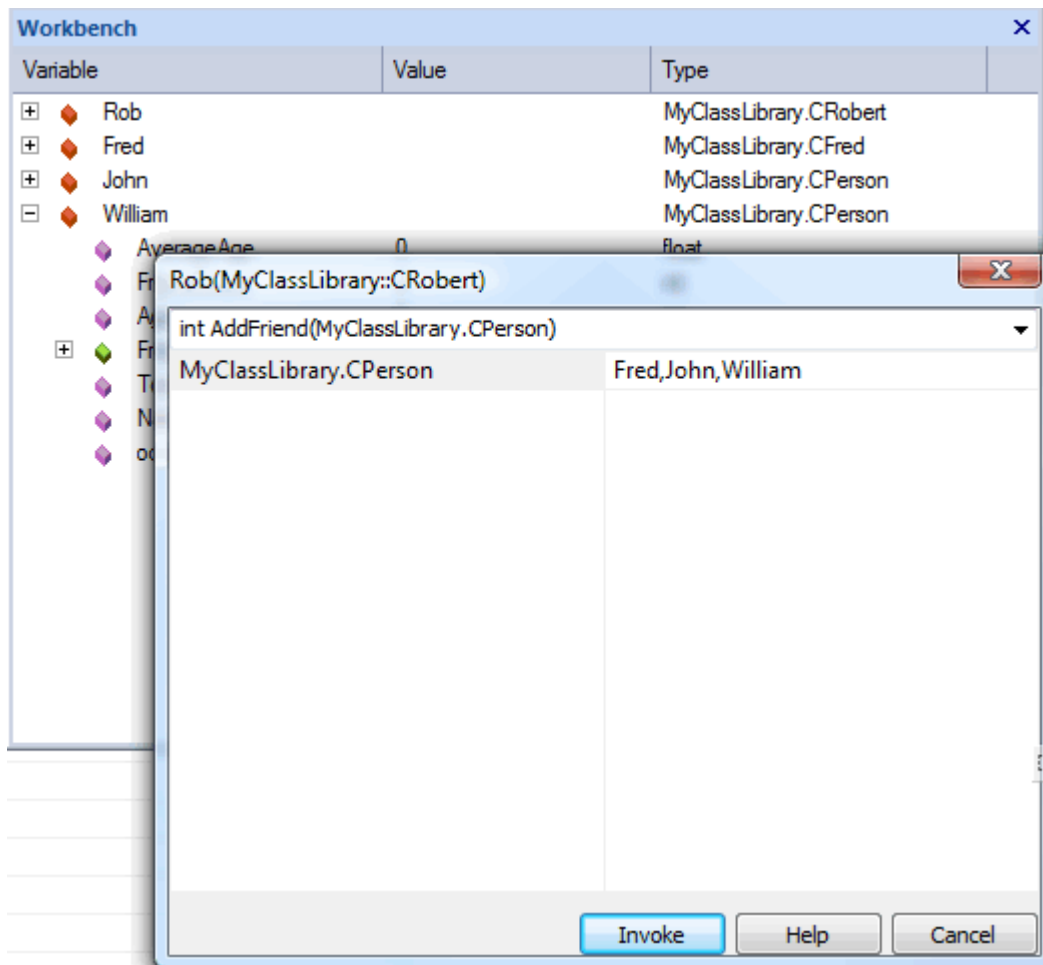 Workbench
Variable Value Type
Rob MyClassLibrary.CRobert
Fred MyClassLibrary.CFred
John MyClassLibrary.CPerson
William MyClassLibrary.CPerson
AverageAge 0 float
Rob(MyClassLibrary::CRobert)
int AddFriend(MyClassLibrary.CPerson)
MyClassLibrary.CPerson Fred,John,William
Invoke Help Cancel